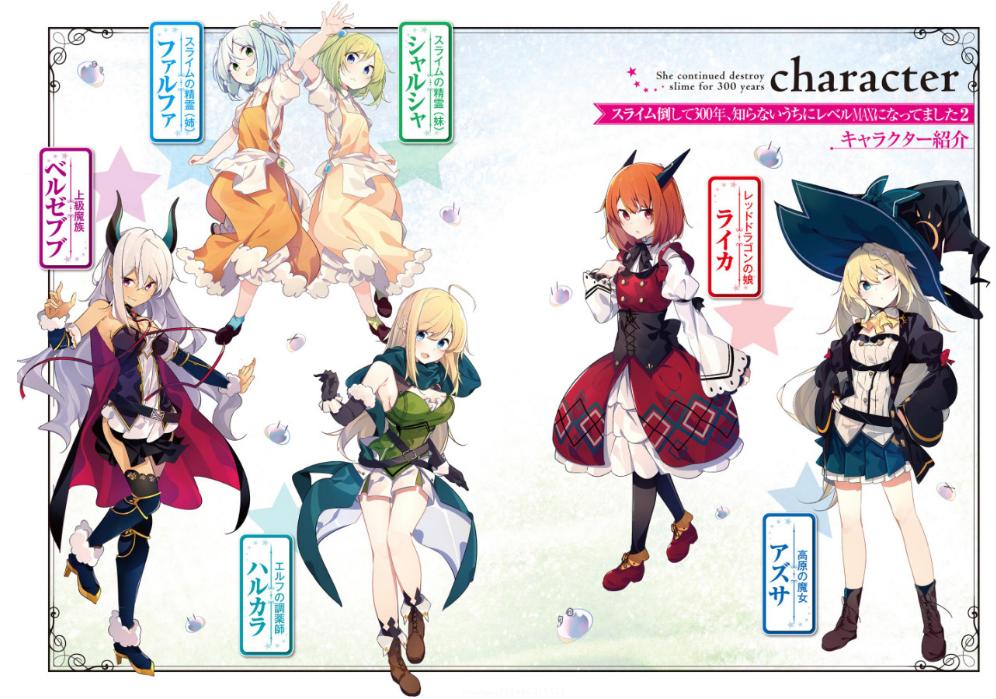 She continued destroy
slime for 300 years
character
スライム倒して300年、知らないうちにレベルMAXになってました2
キャラクター紹介
スライムの精霊(姉)
ファルファ
スライムの精霊(妹)
シャルシャ
上級魔族
ベルゼブブ
レッドドラゴンの娘
ライカ
エルフの調薬師
ハルカラ
高原の魔女
アズサ